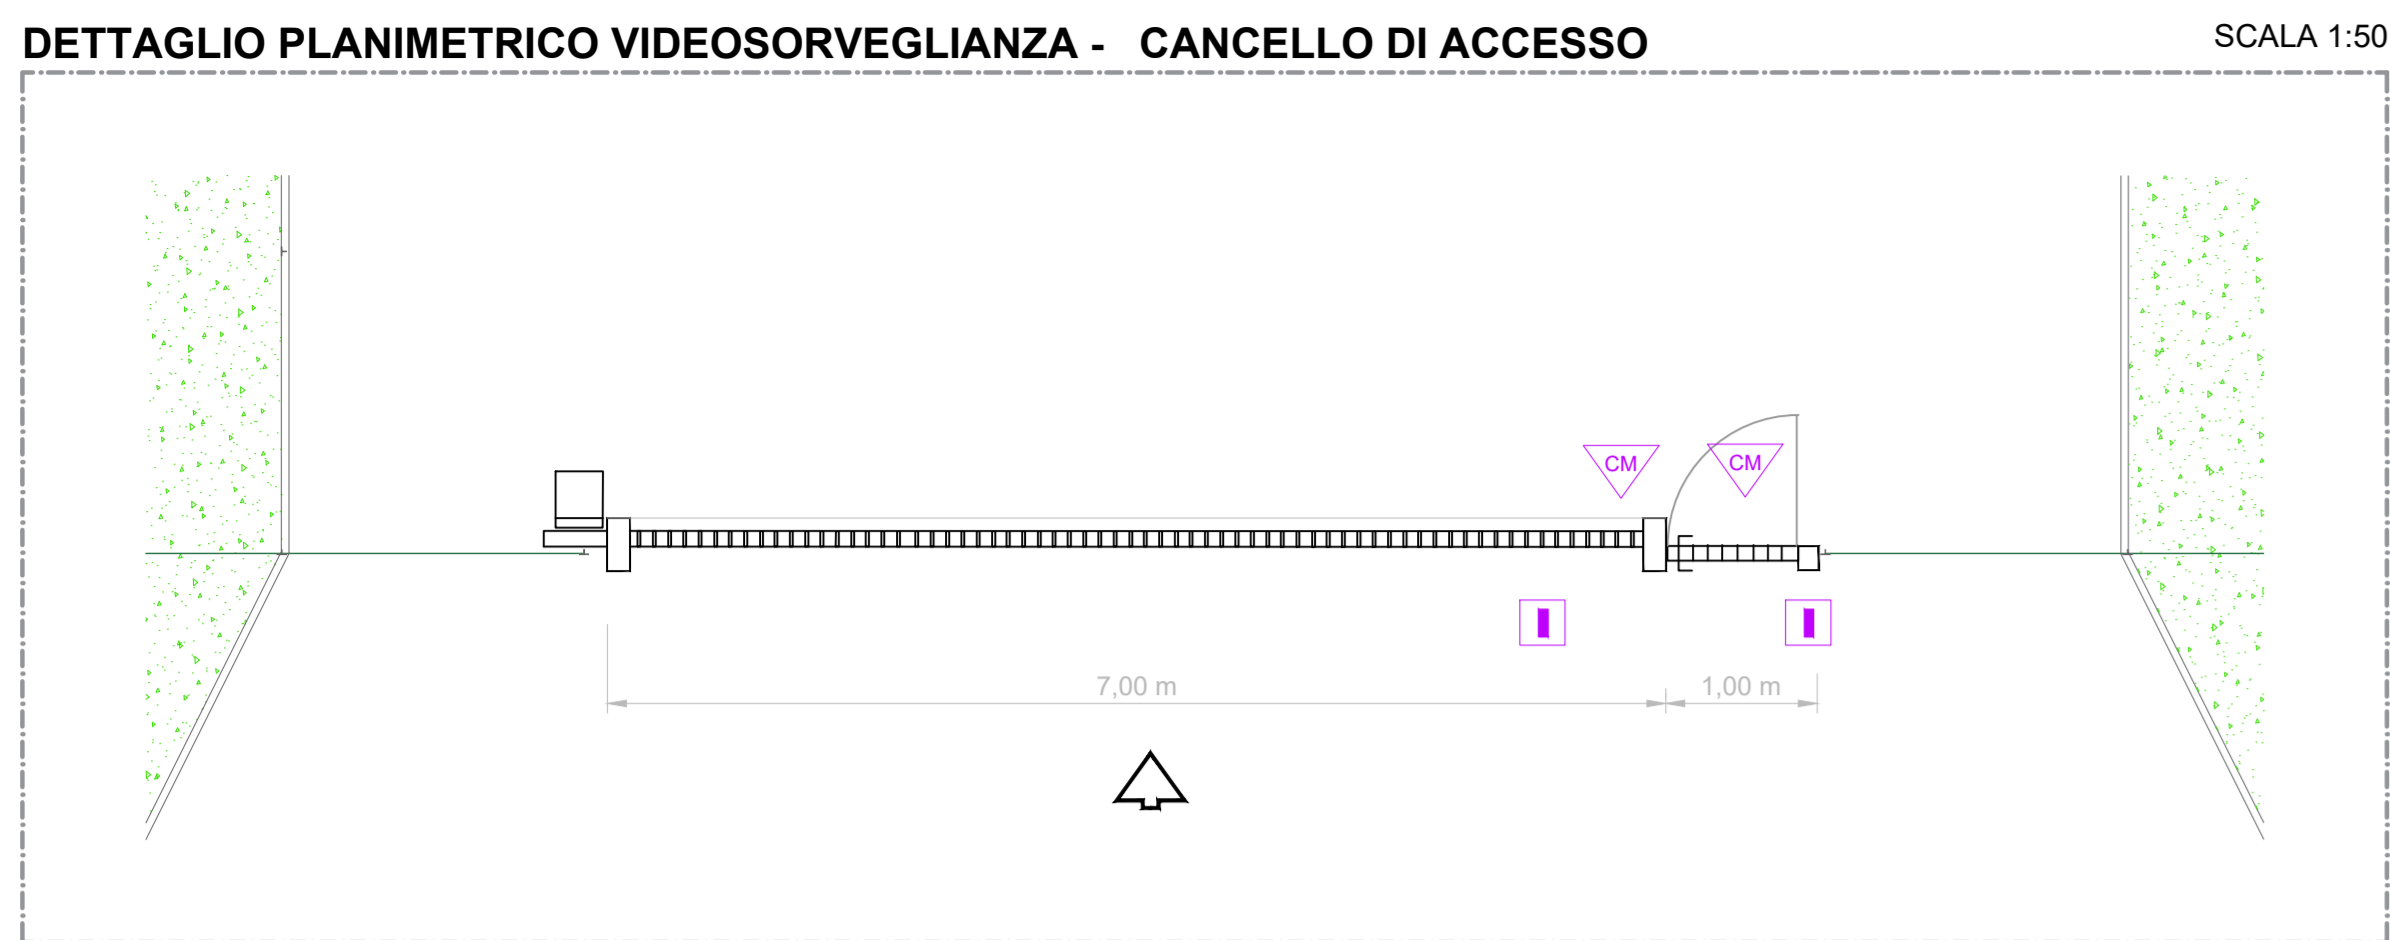 DETTAGLIO PLANIMETRICO VIDEOSORVEGLIANZA - CANCELLO DI ACCESSO
SCALA 1:50
CM
CM
7,00 m
1,00 m